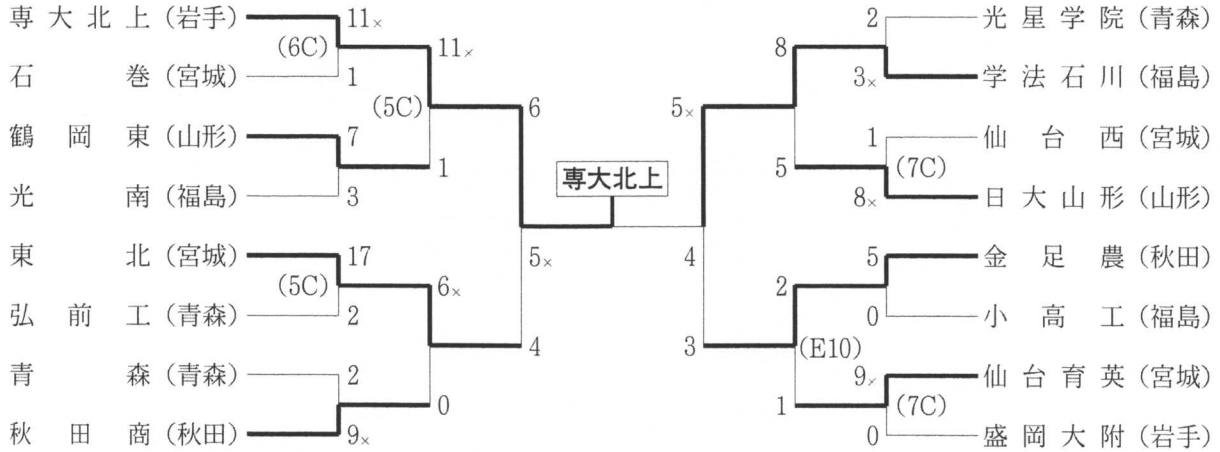 専大北上(岩手) 11× 2 光星学院(青森)
(6C) 11× 8
石巻(宮城) 1 3× 学法石川(福島)
(5C) 6 5×
鶴岡東(山形) 7 1 仙台西(宮城)
1 専大北上 5 (7C)
光南(福島) 3 8× 日大山形(山形)
東北(宮城) 17 5× 4 5 金足農(秋田)
(5C) 6× 2
弘前工(青森) 2 0 小高工(福島)
4 3 (E10)
青森(青森) 2 9× 仙台育英(宮城)
0 1 (7C)
秋田商(秋田) 9× 0 盛岡大附(岩手)